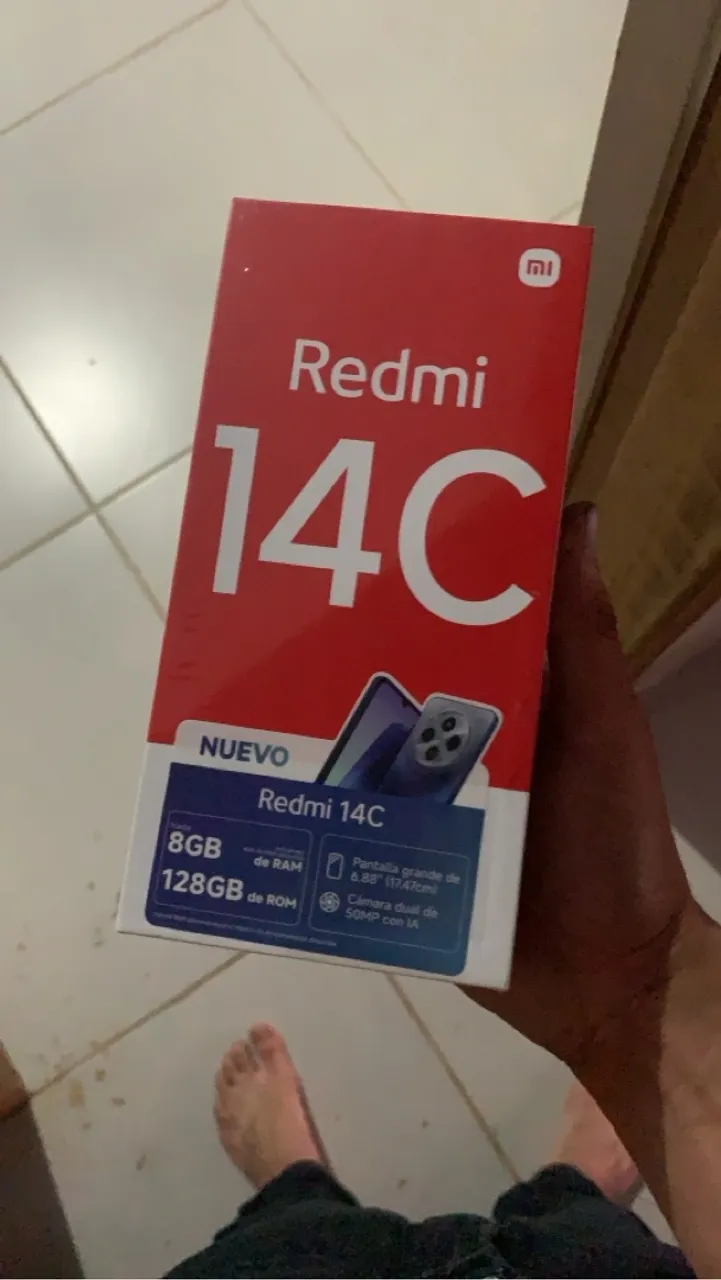 mi
Redmi
14C
NUEVO
Redmi 14C
Hasta
8GB
de RAM
128GB de ROM
Pantalla grande de
6.88" (17.47cm)
Cámara dual de
50MP con IA